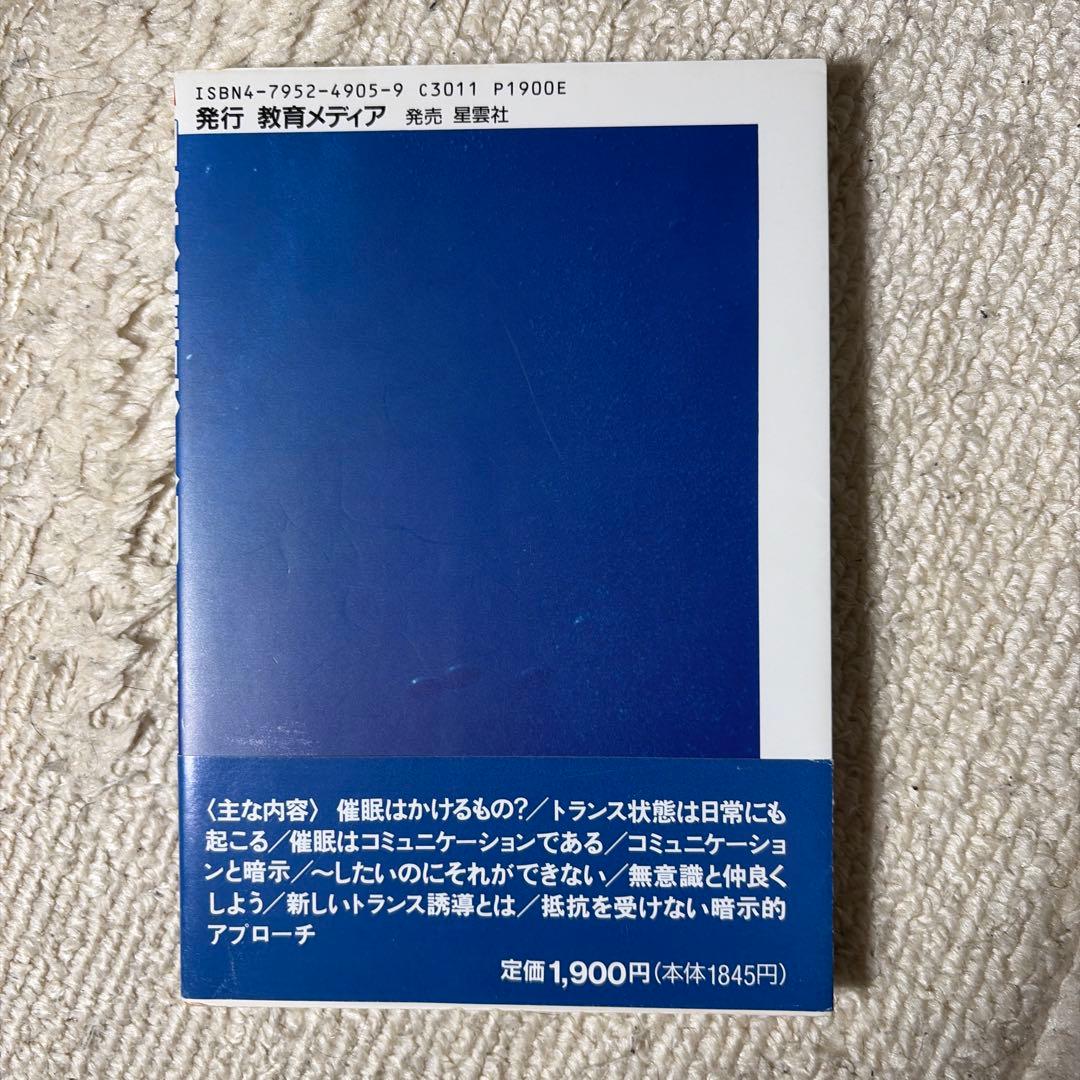 ISBN4-7952-4905-9 C3011 P1900E
発行 教育メディア 発売 星雲社
〈主な内容〉 催眠はかけるもの?／トランス状態は日常にも
起こる／催眠はコミュニケーションである／コミュニケーショ
ンと暗示／〜したいのにそれができない／無意識と仲良く
しよう／新しいトランス誘導とは／抵抗を受けない暗示的
アプローチ
定価1,900円(本体1845円)